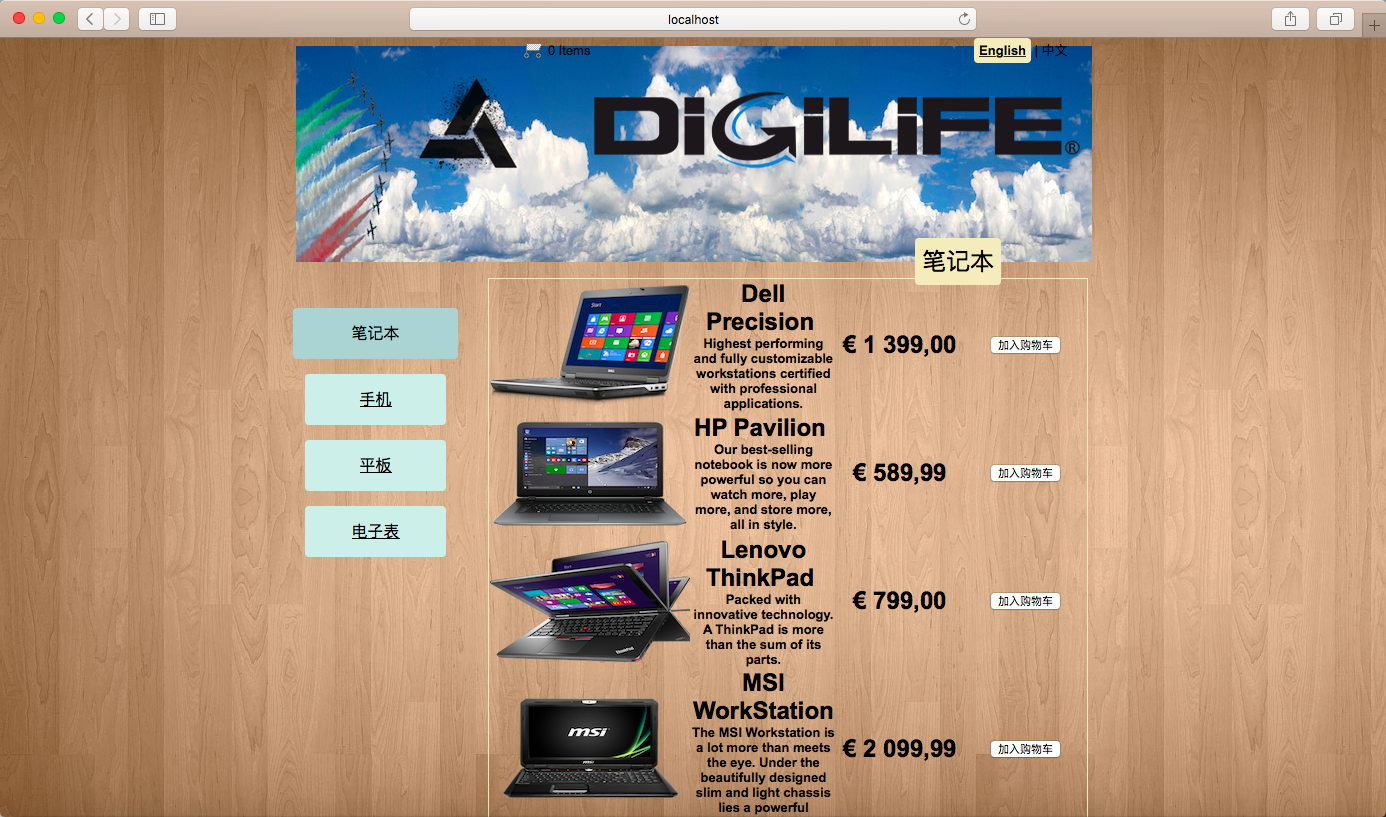 localhost
0 Items
English | 中文
DiGiLiFE®
笔记本
笔记本
手机
平板
电子表
Dell
Precision
Highest performing
and fully customizable
workstations certified
with professional
applications.
€ 1 399,00
加入购物车
HP Pavilion
Our best-selling
notebook is now more
powerful so you can
watch more, play
more, and store more,
all in style.
€ 589,99
加入购物车
Lenovo
ThinkPad
Packed with
innovative technology.
A ThinkPad is more
than the sum of its
parts.
€ 799,00
加入购物车
msi
MSI
WorkStation
The MSI Workstation is
a lot more than meets
the eye. Under the
beautifully designed
slim and light chassis
lies a powerful
€ 2 099,99
加入购物车